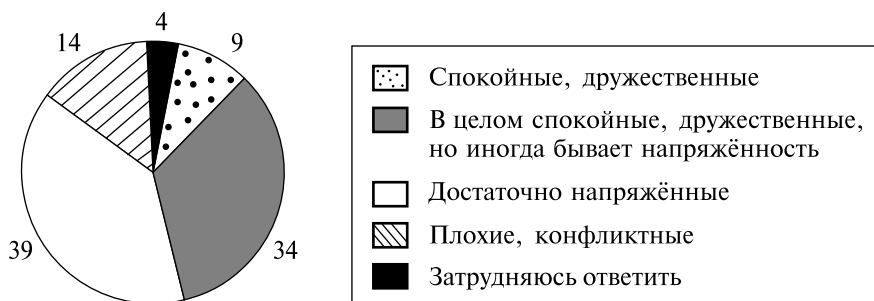 4
14
9
39
34
Спокойные, дружественные
В целом спокойные, дружественные,
но иногда бывает напряжённость
Достаточно напряжённые
Плохие, конфликтные
Затрудняюсь ответить